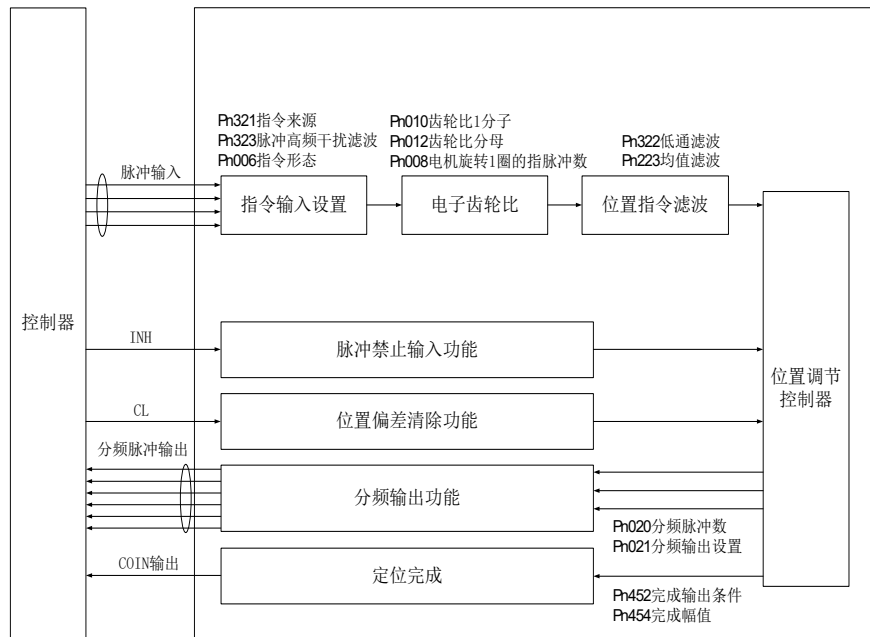 Pn321指令来源
Pn323脉冲高频干扰滤波
Pn006指令形态
Pn010齿轮比1分子
Pn012齿轮比分母
Pn008电机旋转1圈的指脉冲数
Pn322低通滤波
Pn223均值滤波
脉冲输入
指令输入设置
电子齿轮比
位置指令滤波
控制器
INH
脉冲禁止输入功能
位置调节
控制器
CL
位置偏差清除功能
分频脉冲输出
分频输出功能
Pn020分频脉冲数
Pn021分频输出设置
COIN输出
定位完成
Pn452完成输出条件
Pn454完成幅值